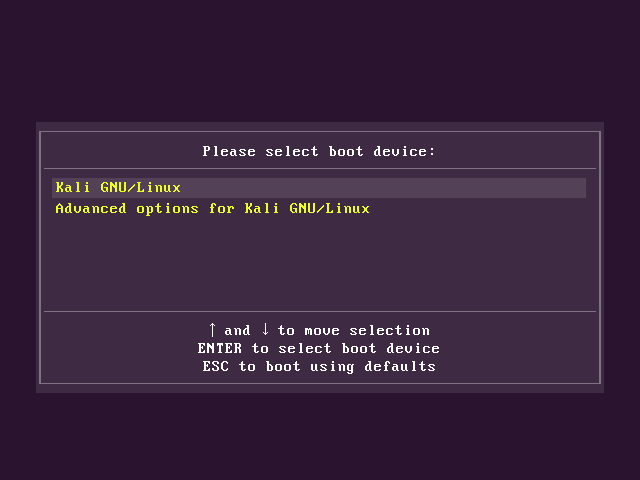 Please select boot device:
Kali GNU/Linux
Advanced options for Kali GNU/Linux
↑ and ↓ to move selection
ENTER to select boot device
ESC to boot using defaults